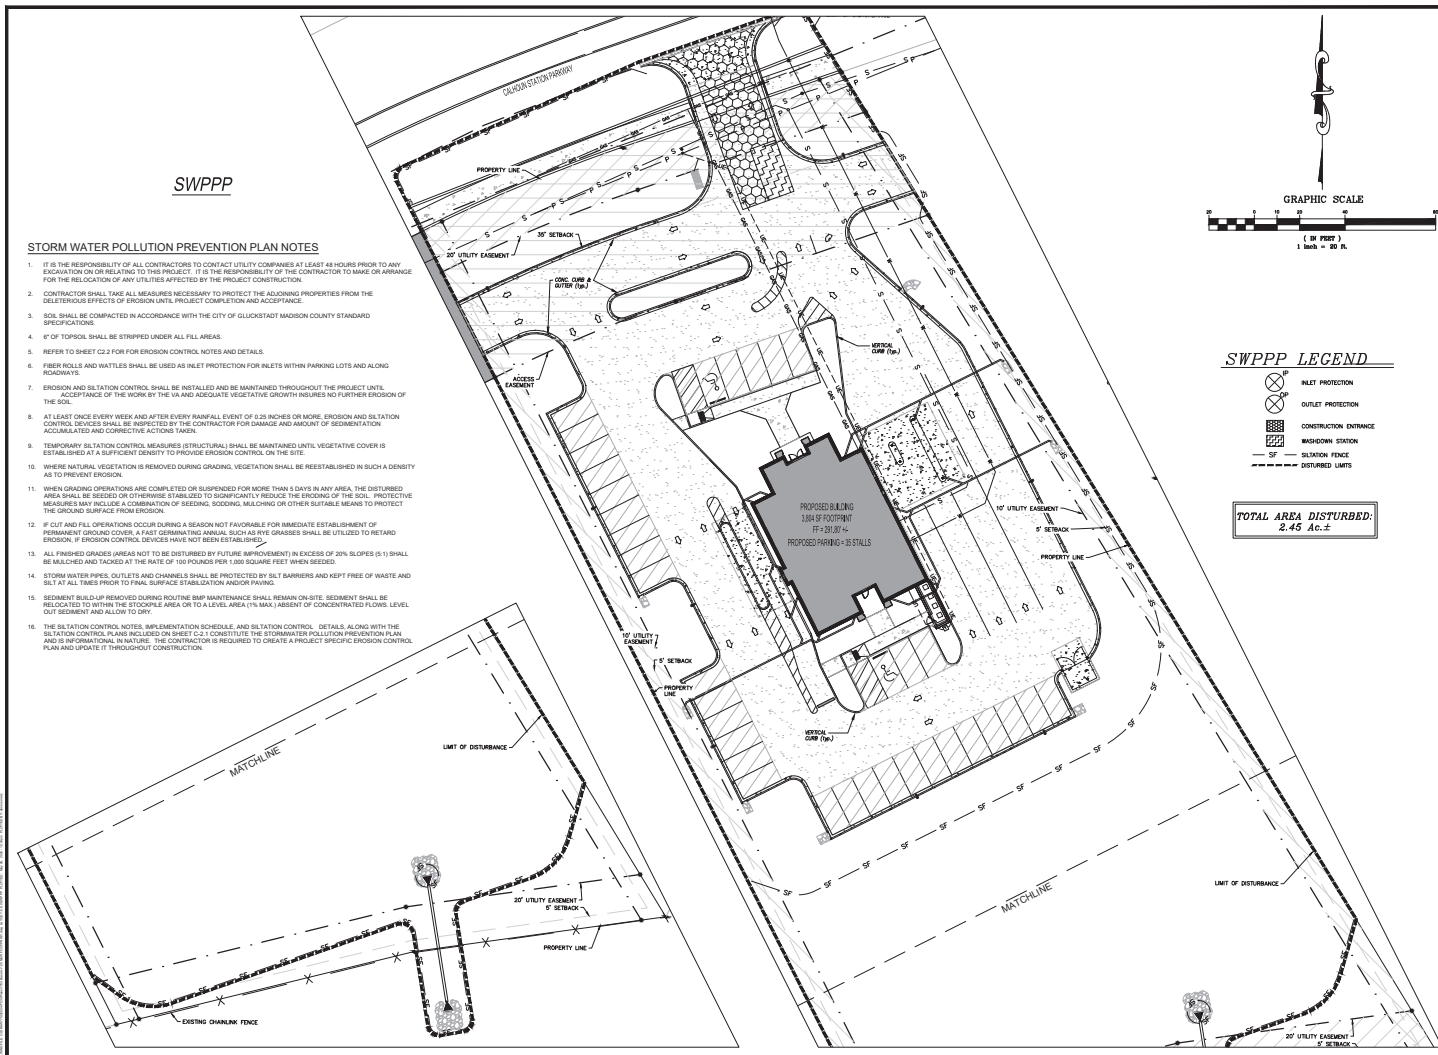 SWPPP
STORM WATER POLLUTION PREVENTION PLAN NOTES
1. IT IS THE RESPONSIBILITY OF ALL CONTRACTORS TO CONTACT UTILITY COMPANIES AT LEAST 48 HOURS PRIOR TO ANY
EXCAVATION ON OR RELATING TO THIS PROJECT. IT IS THE RESPONSIBILITY OF THE CONTRACTOR TO MAKE OR ARRANGE
FOR THE RELOCATION OF ANY UTILITIES AFFECTED BY THE PROJECT CONSTRUCTION.
2. CONTRACTOR SHALL TAKE ALL MEASURES NECESSARY TO PROTECT THE ADJOINING PROPERTIES FROM THE
DELETERIOUS EFFECTS OF EROSION UNTIL PROJECT COMPLETION AND ACCEPTANCE.
3. SOIL SHALL BE COMPACTED IN ACCORDANCE WITH THE CITY OF GLUCKSTADT MADISON COUNTY STANDARD
SPECIFICATIONS.
4. 6" OF TOPSOIL SHALL BE STRIPPED UNDER ALL FILL AREAS.
5. REFER TO SHEET C2.2 FOR FOR EROSION CONTROL NOTES AND DETAILS.
6. FIBER ROLLS AND WATTLES SHALL BE USED AS INLET PROTECTION FOR INLETS WITHIN PARKING LOTS AND ALONG
ROADWAYS.
7. EROSION AND SILTATION CONTROL SHALL BE INSTALLED AND BE MAINTAINED THROUGHOUT THE PROJECT UNTIL
ACCEPTANCE OF THE WORK BY THE VA AND ADEQUATE VEGETATIVE GROWTH INSURES NO FURTHER EROSION OF
THE SOIL.
8. AT LEAST ONCE EVERY WEEK AND AFTER EVERY RAINFALL EVENT OF 0.25 INCHES OR MORE, EROSION AND SILTATION
CONTROL DEVICES SHALL BE INSPECTED BY THE CONTRACTOR FOR DAMAGE AND AMOUNT OF SEDIMENTATION
ACCUMULATED AND CORRECTIVE ACTIONS TAKEN.
9. TEMPORARY SILTATION CONTROL MEASURES (STRUCTURAL) SHALL BE MAINTAINED UNTIL VEGETATIVE COVER IS
ESTABLISHED AT A SUFFICIENT DENSITY TO PROVIDE EROSION CONTROL ON THE SITE.
10. WHERE NATURAL VEGETATION IS REMOVED DURING GRADING, VEGETATION SHALL BE REESTABLISHED IN SUCH A DENSITY
AS TO PREVENT EROSION.
11. WHEN GRADING OPERATIONS ARE COMPLETED OR SUSPENDED FOR MORE THAN 5 DAYS IN ANY AREA, THE DISTURBED
AREA SHALL BE SEEDED OR OTHERWISE STABILIZED TO SIGNIFICANTLY REDUCE THE ERODING OF THE SOIL. PROTECTIVE
MEASURES MAY INCLUDE A COMBINATION OF SEEDING, SODDING, MULCHING OR OTHER SUITABLE MEANS TO PROTECT
THE GROUND SURFACE FROM EROSION.
12. IF CUT AND FILL OPERATIONS OCCUR DURING A SEASON NOT FAVORABLE FOR IMMEDIATE ESTABLISHMENT OF
PERMANENT GROUND COVER, A FAST GERMINATING ANNUAL SUCH AS RYE GRASSES SHALL BE UTILIZED TO RETARD
EROSION, IF EROSION CONTROL DEVICES HAVE NOT BEEN ESTABLISHED.
13. ALL FINISHED GRADES (AREAS NOT TO BE DISTURBED BY FUTURE IMPROVEMENT) IN EXCESS OF 20% SLOPES (5:1) SHALL
BE MULCHED AND TACKED AT THE RATE OF 100 POUNDS PER 1,000 SQUARE FEET WHEN SEEDED.
14. STORM WATER PIPES, OUTLETS AND CHANNELS SHALL BE PROTECTED BY SILT BARRIERS AND KEPT FREE OF WASTE AND
SILT AT ALL TIMES PRIOR TO FINAL SURFACE STABILIZATION AND/OR PAVING.
15. SEDIMENT BUILD-UP REMOVED DURING ROUTINE BMP MAINTENANCE SHALL REMAIN ON-SITE. SEDIMENT SHALL BE
RELOCATED TO WITHIN THE STOCKPILE AREA OR TO A LEVEL AREA (1% MAX.) ABSENT OF CONCENTRATED FLOWS. LEVEL
OUT SEDIMENT AND ALLOW TO DRY.
16. THE SILTATION CONTROL NOTES, IMPLEMENTATION SCHEDULE, AND SILTATION CONTROL DETAILS, ALONG WITH THE
SILTATION CONTROL PLANS INCLUDED ON SHEET C-2.1 CONSTITUTE THE STORMWATER POLLUTION PREVENTION PLAN
AND IS INFORMATIONAL IN NATURE. THE CONTRACTOR IS REQUIRED TO CREATE A PROJECT SPECIFIC EROSION CONTROL
PLAN AND UPDATE IT THROUGHOUT CONSTRUCTION.
CALHOUN STATION PARKWAY
PROPERTY LINE
35' SETBACK
20' UTILITY EASEMENT
CONC. CURB &
GUTTER (typ.)
ACCESS
EASEMENT
VERTICAL
CURB (typ.)
PROPOSED BUILDING
3,804 SF FOOTPRINT
FF = 291.80' +/-
PROPOSED PARKING = 35 STALLS
10' UTILITY EASEMENT
5' SETBACK
PROPERTY LINE
10' UTILITY
EASEMENT
5' SETBACK
PROPERTY
LINE
VERTICAL
CURB (typ.)
GRAPHIC SCALE
20 0 10 20 40 80
( IN FEET )
1 inch = 20 ft.
SWPPP LEGEND
IP INLET PROTECTION
OP OUTLET PROTECTION
CONSTRUCTION ENTRANCE
WASHDOWN STATION
SF SILTATION FENCE
DISTURBED LIMITS
TOTAL AREA DISTURBED:
2.45 Ac.±
MATCHLINE
LIMIT OF DISTURBANCE
20' UTILITY EASEMENT
5' SETBACK
PROPERTY LINE
EXISTING CHAINLINK FENCE
SF SF SF SF SF SF SF SF SF SF
MATCHLINE
LIMIT OF DISTURBANCE
20' UTILITY EASEMENT
5' SETBACK